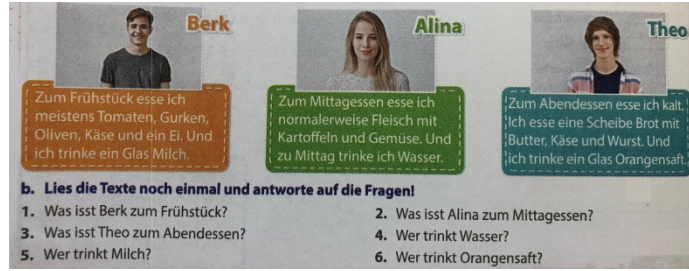 Berk
Zum Frühstück esse ich
meistens Tomaten, Gurken,
Oliven, Käse und ein Ei. Und
ich trinke ein Glas Milch.
Alina
Zum Mittagessen esse ich
normalerweise Fleisch mit
Kartoffeln und Gemüse. Und
zu Mittag trinke ich Wasser.
Theo
Zum Abendessen esse ich kalt.
Ich esse eine Scheibe Brot mit
Butter, Käse und Wurst. Und
ich trinke ein Glas Orangensaft.
b. Lies die Texte noch einmal und antworte auf die Fragen!
1. Was isst Berk zum Frühstück?
2. Was isst Alina zum Mittagessen?
3. Was isst Theo zum Abendessen?
4. Wer trinkt Wasser?
5. Wer trinkt Milch?
6. Wer trinkt Orangensaft?